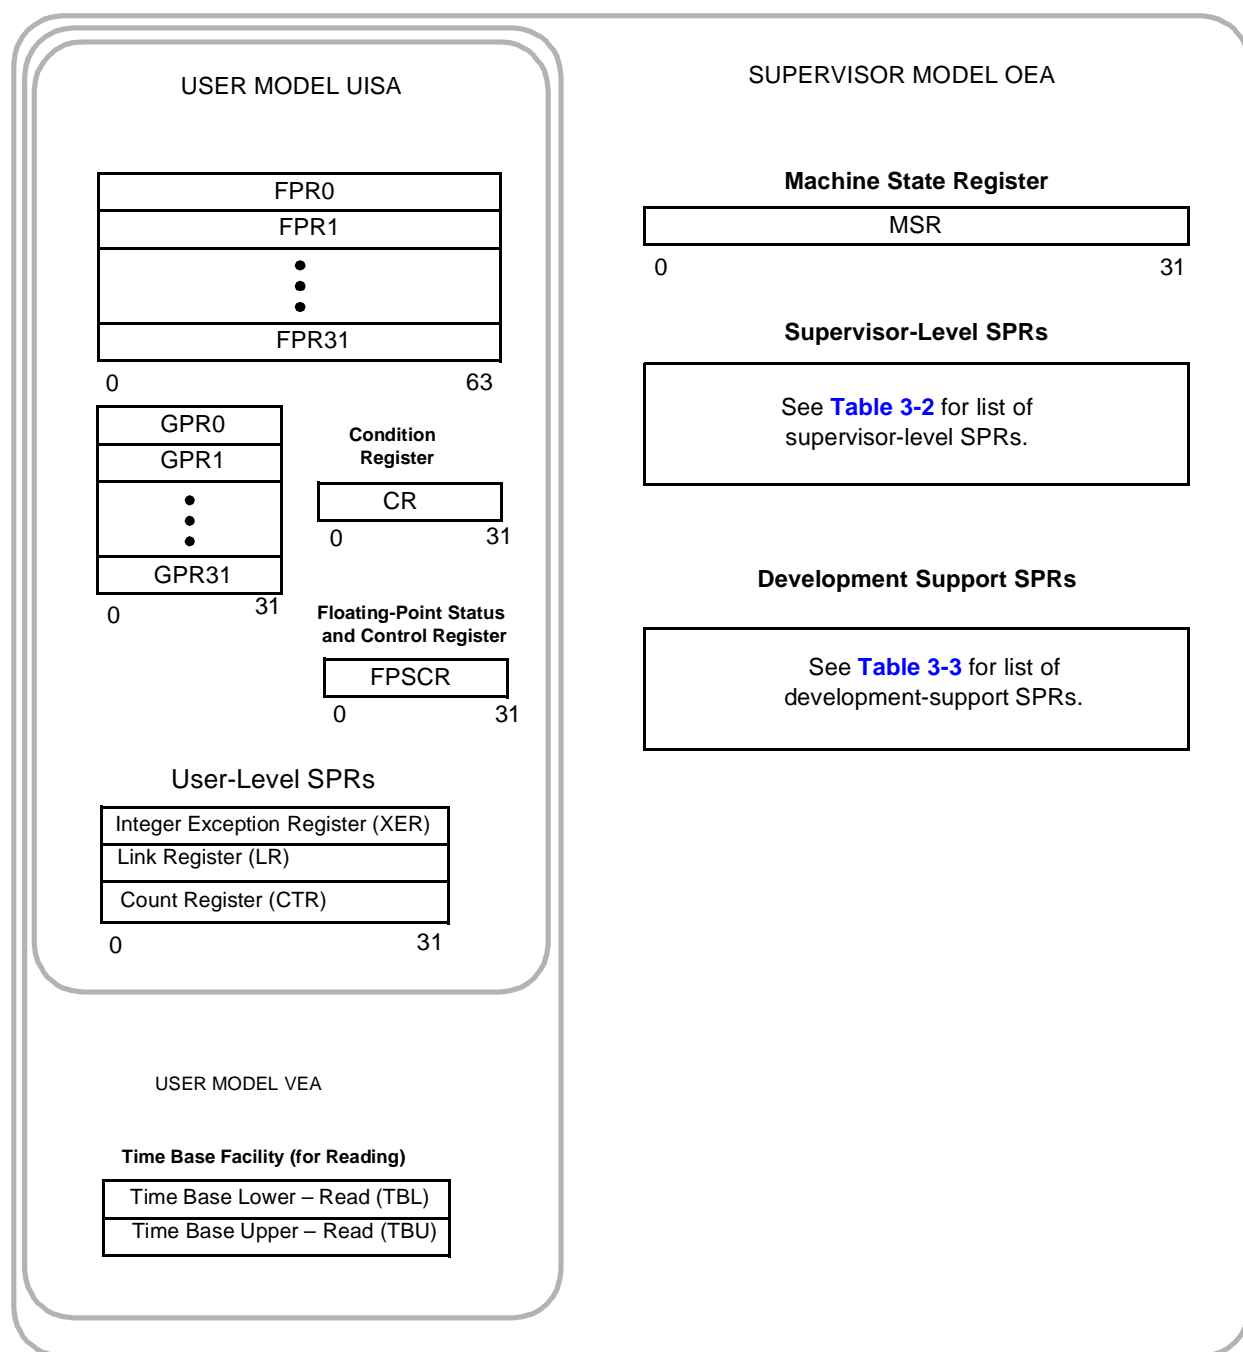 USER MODEL UISA
FPR0
FPR1
FPR31
0 63
GPR0
GPR1
GPR31
0 31
Condition
Register
CR
0 31
Floating-Point Status
and Control Register
FPSCR
0 31
User-Level SPRs
Integer Exception Register (XER)
Link Register (LR)
Count Register (CTR)
0 31
USER MODEL VEA
Time Base Facility (for Reading)
Time Base Lower – Read (TBL)
Time Base Upper – Read (TBU)
SUPERVISOR MODEL OEA
Machine State Register
MSR
0 31
Supervisor-Level SPRs
See Table 3-2 for list of
supervisor-level SPRs.
Development Support SPRs
See Table 3-3 for list of
development-support SPRs.